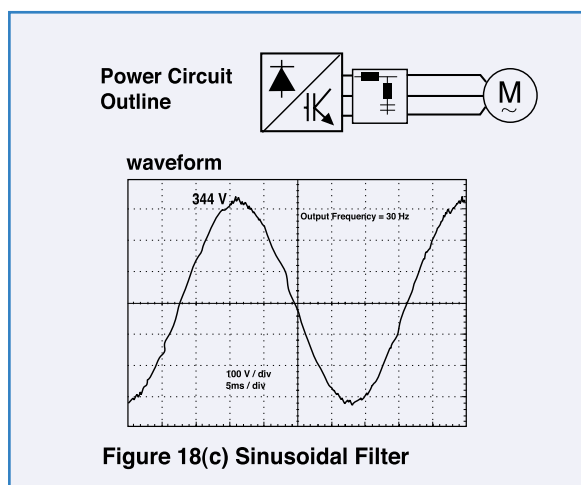 Power Circuit
Outline
M
~
waveform
344 V
Output Frequency = 30 Hz
100 V / div
5ms / div
Figure 18(c) Sinusoidal Filter